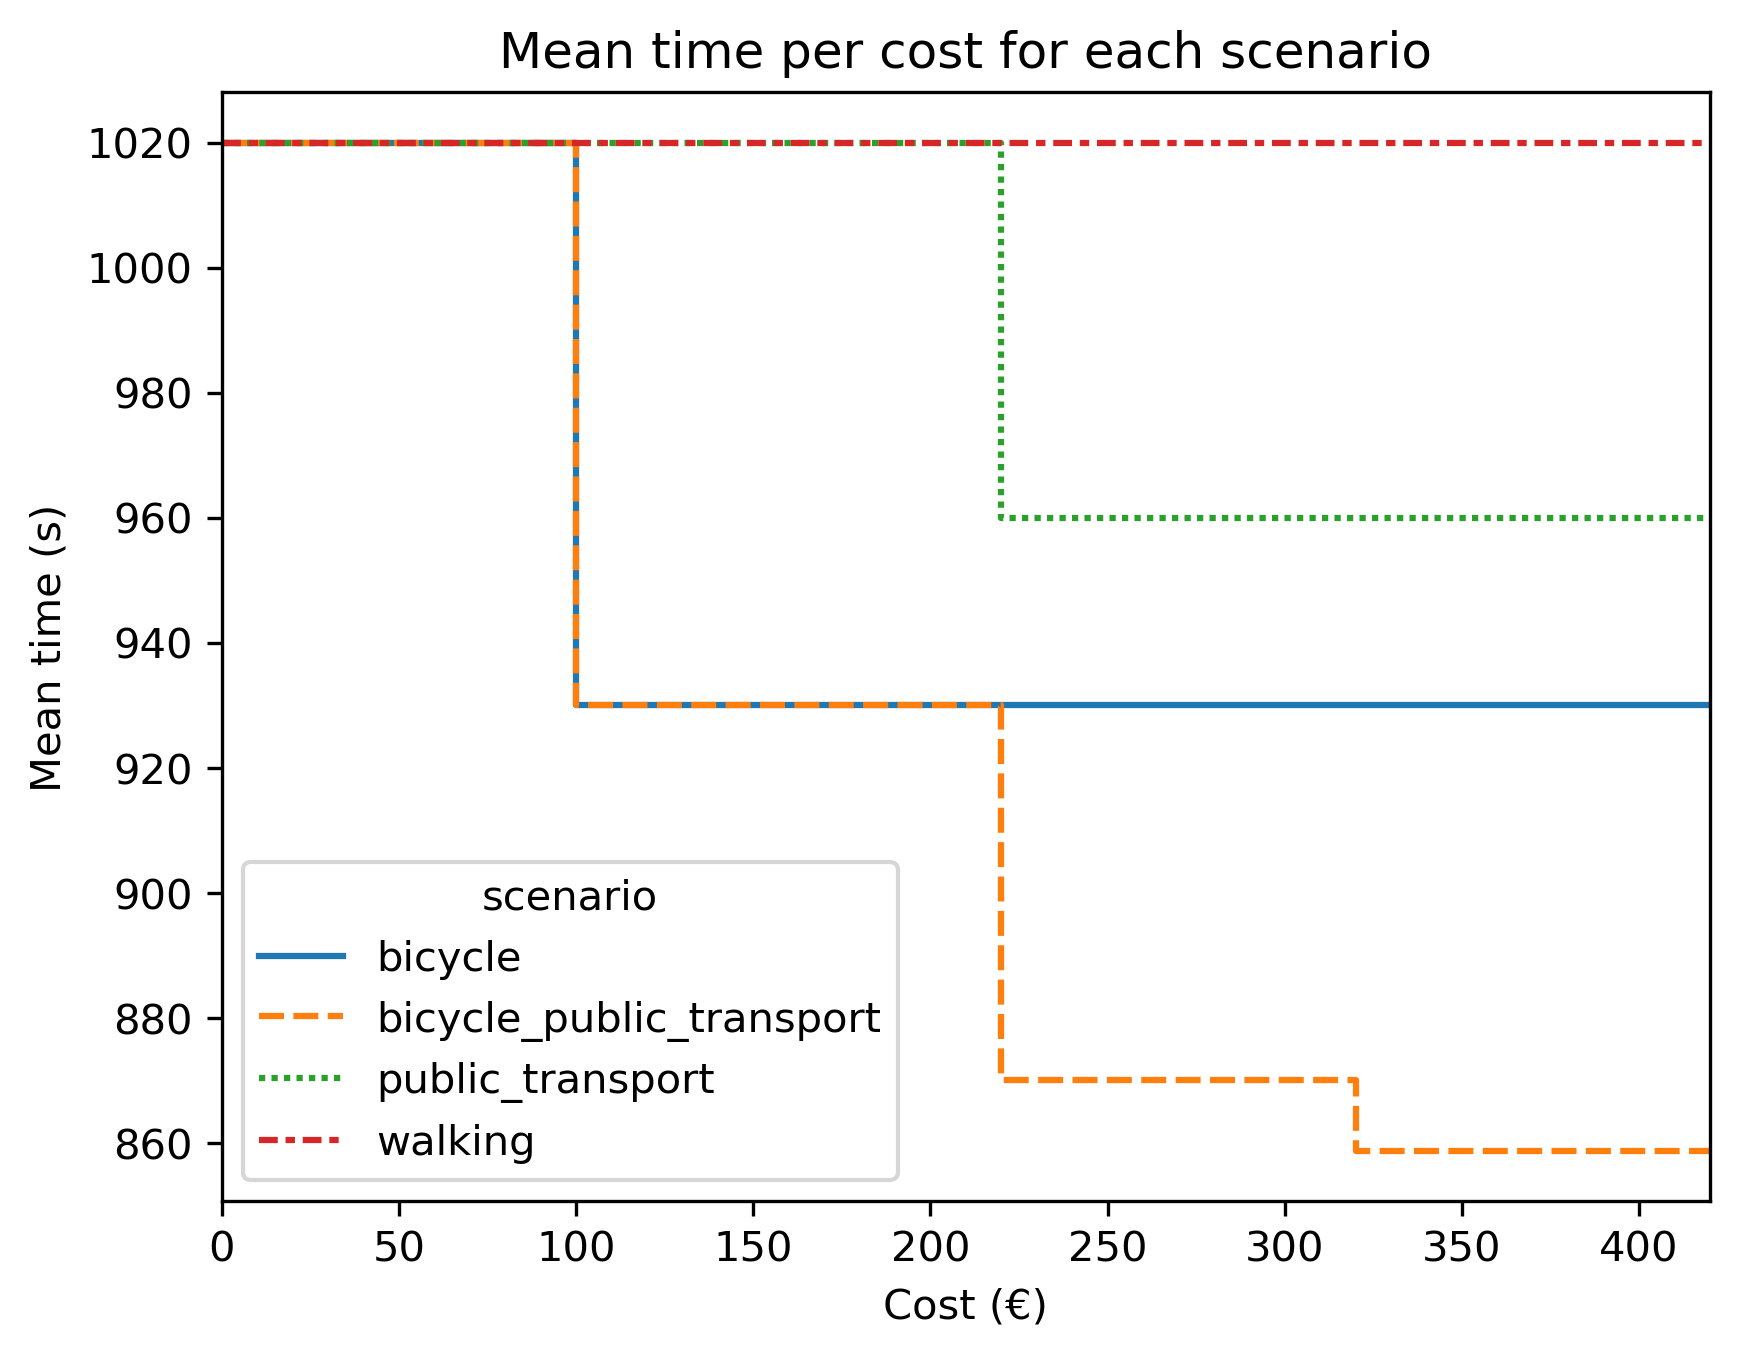 Mean time per cost for each scenario
Mean time (s)
1020
1000
980
960
940
920
900
880
860
scenario
bicycle
bicycle_public_transport
public_transport
walking
0 50 100 150 200 250 300 350 400
Cost (€)